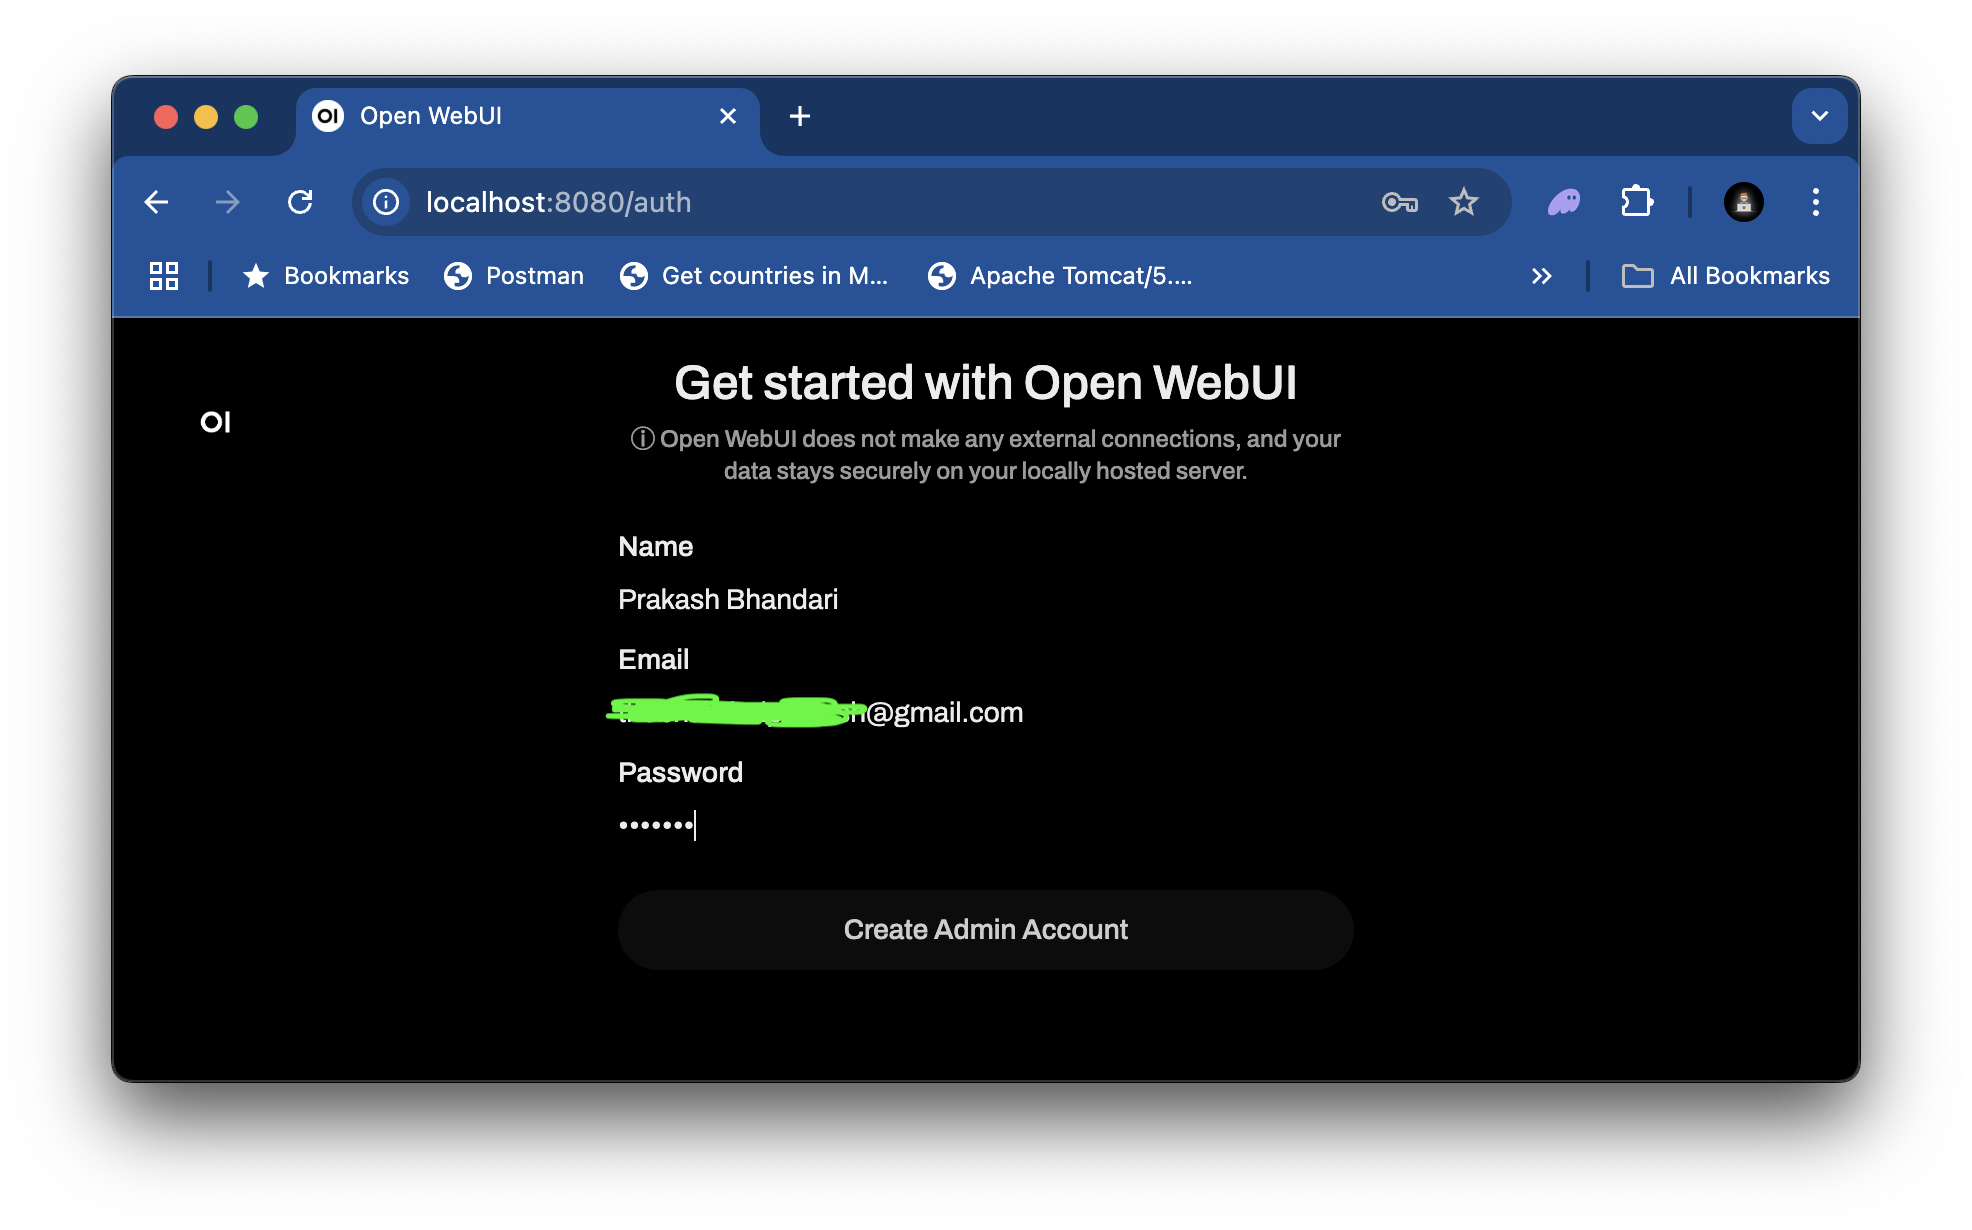 OI Open WebUI
localhost:8080/auth
Bookmarks Postman Get countries in M... Apache Tomcat/5.... All Bookmarks
Get started with Open WebUI
OI
Open WebUI does not make any external connections, and your
data stays securely on your locally hosted server.
Name
Prakash Bhandari
Email
@gmail.com
Password
•••••••
Create Admin Account